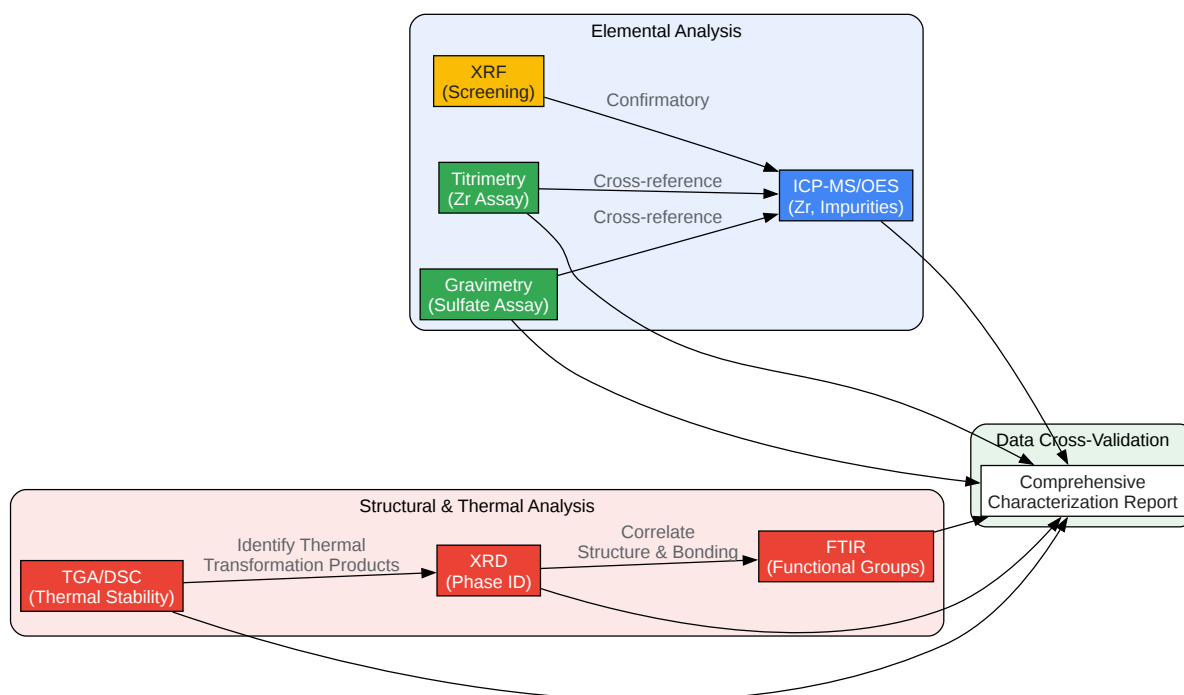 Elemental Analysis
XRF
(Screening)
Confirmatory
Titrimetry
(Zr Assay)
Cross-reference
ICP-MS/OES
(Zr, Impurities)
Cross-reference
Gravimetry
(Sulfate Assay)
Data Cross-Validation
Comprehensive
Characterization Report
Structural & Thermal Analysis
TGA/DSC
(Thermal Stability)
Identify Thermal
Transformation Products
XRD
(Phase ID)
Correlate
Structure & Bonding
FTIR
(Functional Groups)